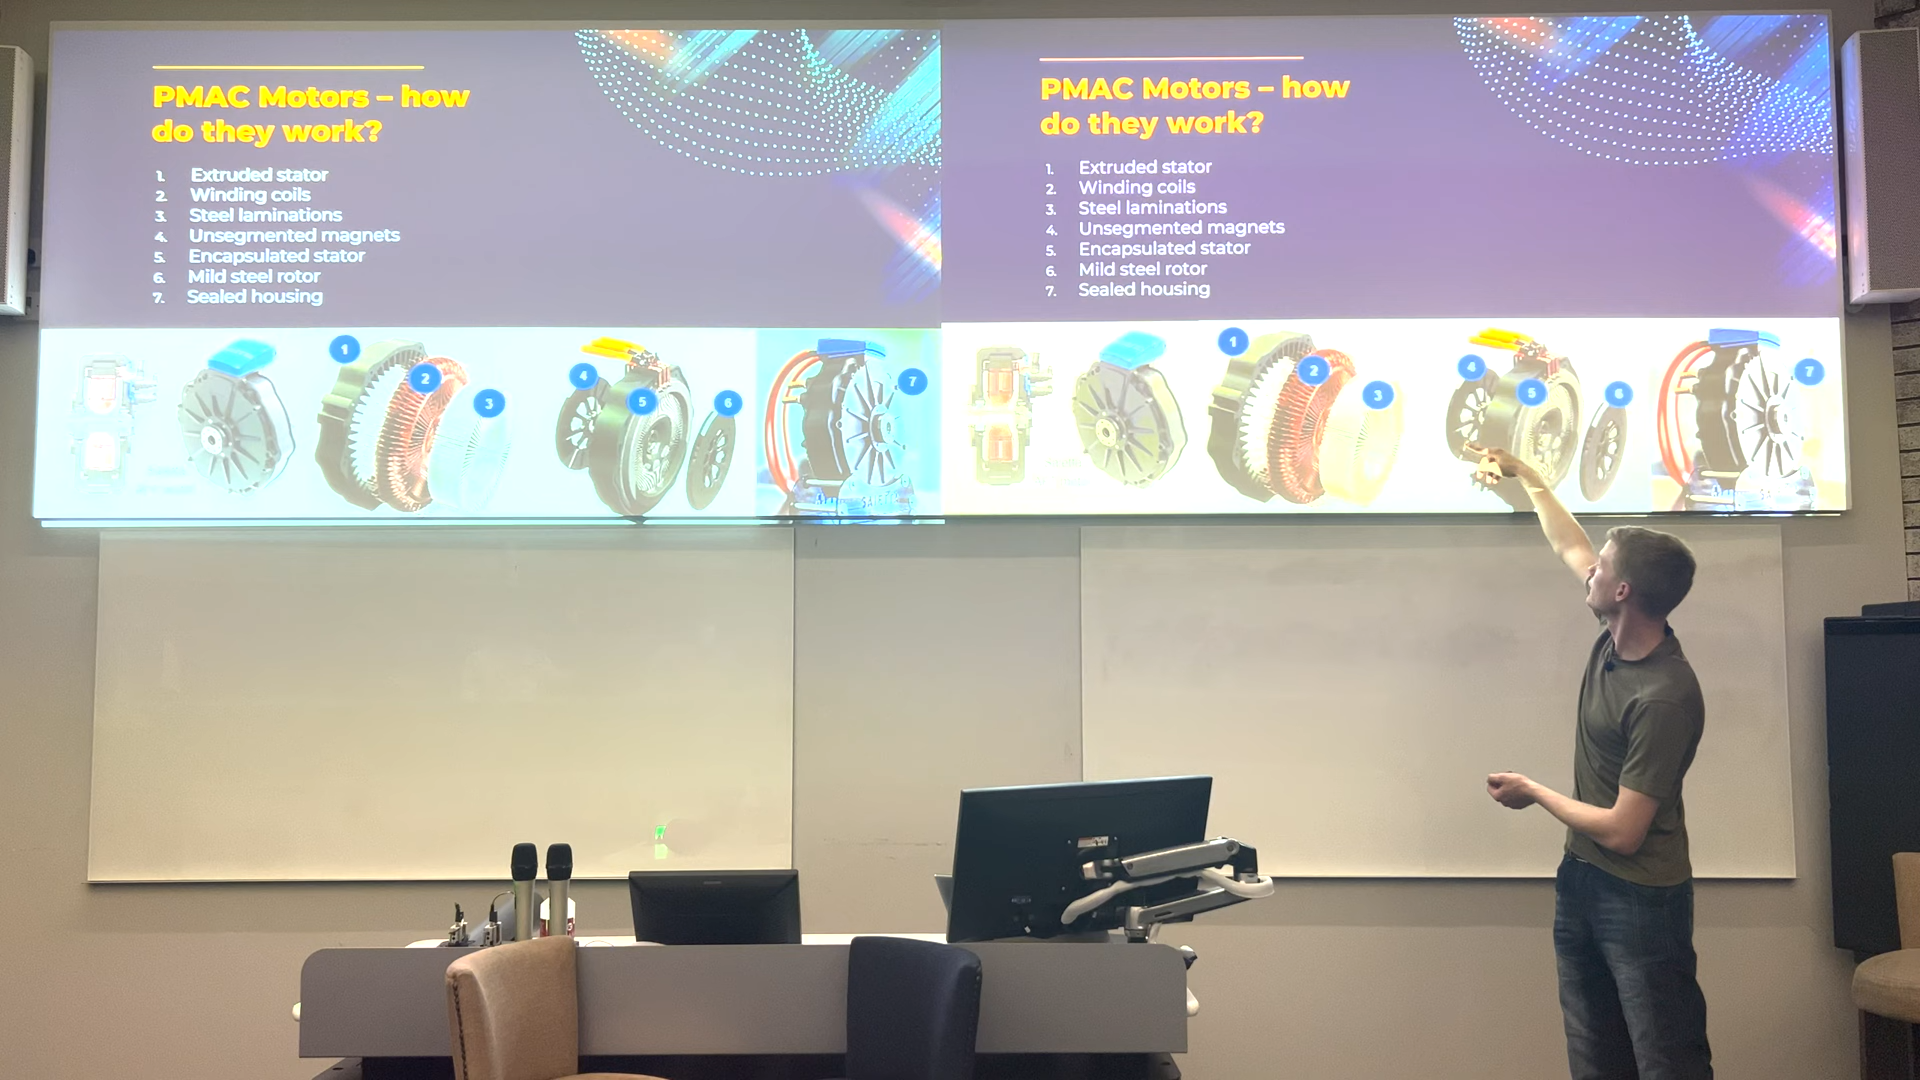 PMAC Motors – how
do they work?
1. Extruded stator
2. Winding coils
3. Steel laminations
4. Unsegmented magnets
5. Encapsulated stator
6. Mild steel rotor
7. Sealed housing
1
2
3
4
5
6
7
PMAC Motors – how
do they work?
1. Extruded stator
2. Winding coils
3. Steel laminations
4. Unsegmented magnets
5. Encapsulated stator
6. Mild steel rotor
7. Sealed housing
1
2
3
4
5
6
7